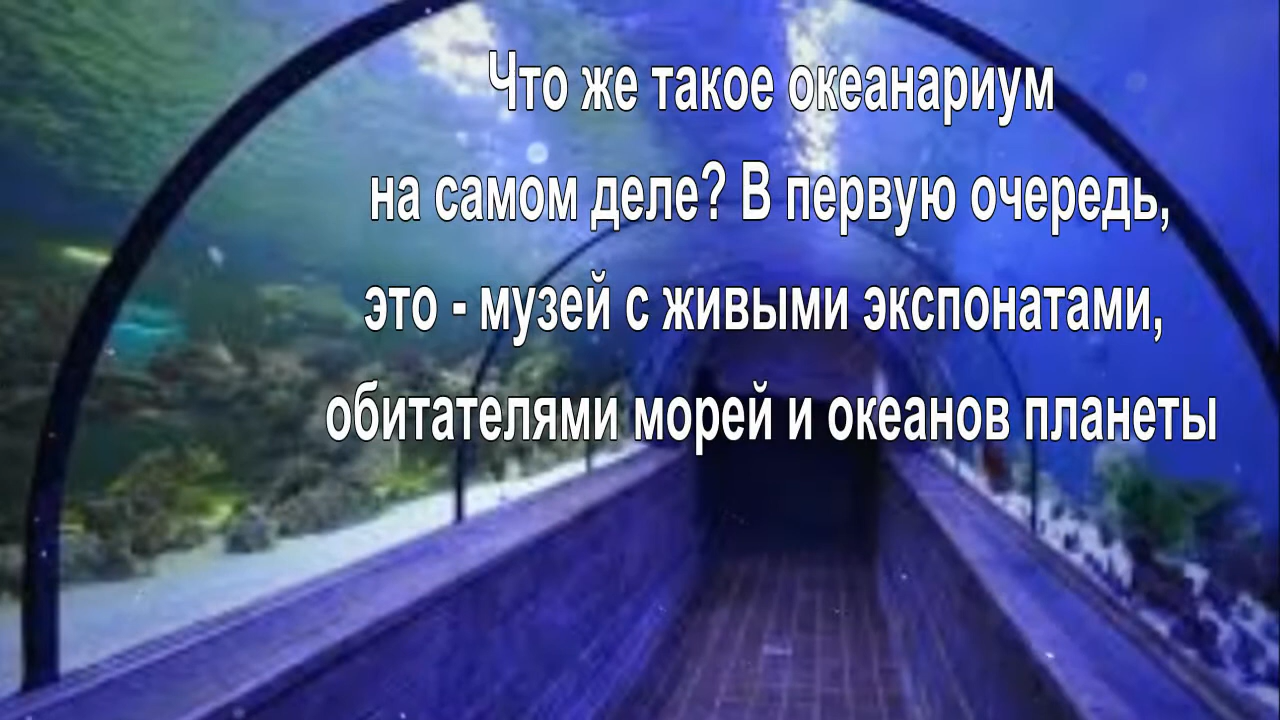 Что же такое океанариум
на самом деле? В первую очередь,
это - музей с живыми экспонатами,
обитателями морей и океанов планеты